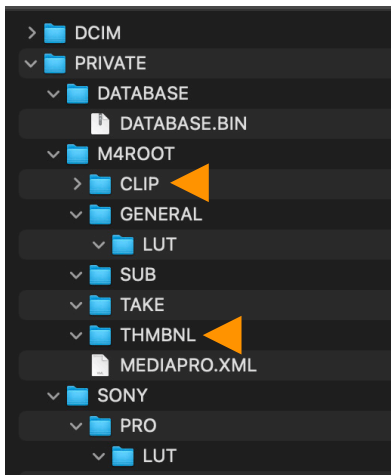 DCIM
PRIVATE
DATABASE
DATABASE.BIN
M4ROOT
CLIP
GENERAL
LUT
SUB
TAKE
THMBNL
MEDIAPRO.XML
SONY
PRO
LUT